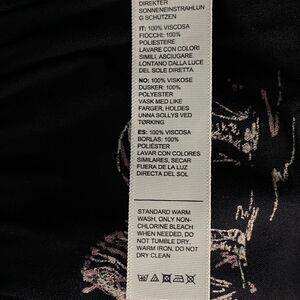 DIREKTER
SONNENEINSTRAHLUN
G SCHÜTZEN
IT: 100% VISCOSA
FIOCCHI: 100%
POLIESTERE
LAVARE CON COLORI
SIMILI, ASCIUGARE
LONTANO DALLA LUCE
DEL SOLE DIRETTA
NO: 100% VISKOSE
DUSKER: 100%
POLYESTER
VASK MED LIKE
FARGER, HOLDES
UNNA SOLLYS VED
TØRKING
ES: 100% VISCOSA
BORLAS: 100%
POLIÉSTER
LAVAR CON COLORES
SIMILARES, SECAR
FUERA DE LA LUZ
DIRECTA DEL SOL
STANDARD WARM
WASH, ONLY NON-
CHLORINE BLEACH
WHEN NEEDED, DO
NOT TUMBLE DRY,
WARM IRON, DO NOT
DRY CLEAN